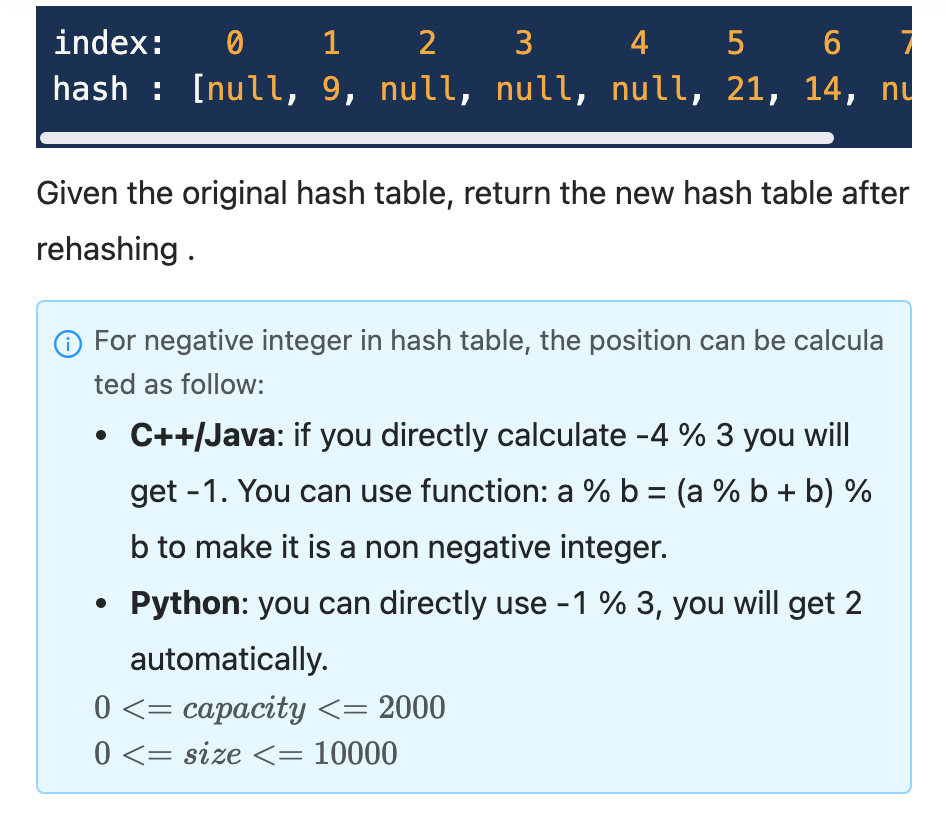 index: 0 1 2 3 4 5 6 7
hash : [null, 9, null, null, null, 21, 14, nu
Given the original hash table, return the new hash table after
rehashing .
For negative integer in hash table, the position can be calcula
ted as follow:
• C++/Java: if you directly calculate -4 % 3 you will
get -1. You can use function: a % b = (a % b + b) %
b to make it is a non negative integer.
• Python: you can directly use -1 % 3, you will get 2
automatically.
0 <= capacity <= 2000
0 <= size <= 10000